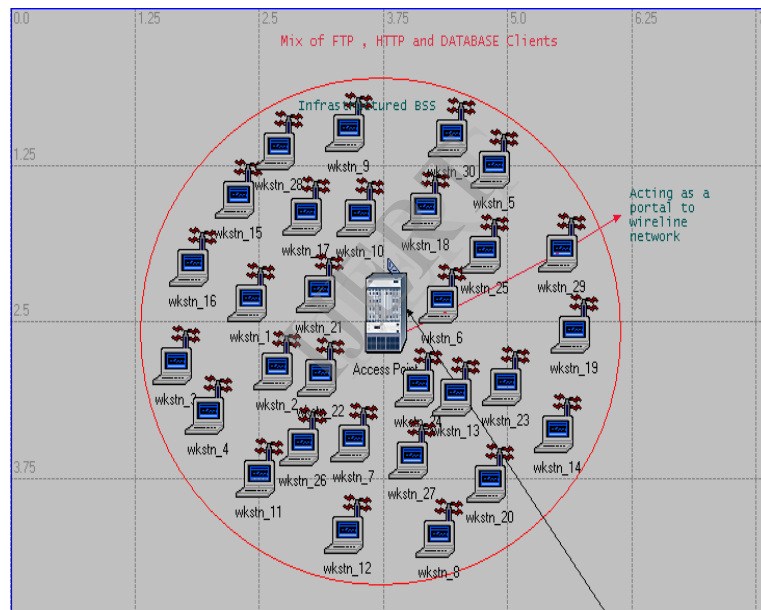 0.0 1.25 2.5 3.75 5.0 6.25
Mix of FTP , HTTP and DATABASE Clients
Infrastructured BSS
wkstn_9
wkstn_30
1.25
wkstn_28
wkstn_5
Acting as a
portal to
wireline
network
wkstn_15
wkstn_17
wkstn_10
wkstn_18
wkstn_16
wkstn_25
wkstn_29
2.5
wkstn_1
wkstn_21
wkstn_6
wkstn_19
Access Point
wkstn_3
wkstn_2
wkstn_22
wkstn_24
wkstn_13
wkstn_23
wkstn_4
wkstn_14
3.75
wkstn_26
wkstn_7
wkstn_27
wkstn_11
wkstn_20
wkstn_12
wkstn_8
IJERT